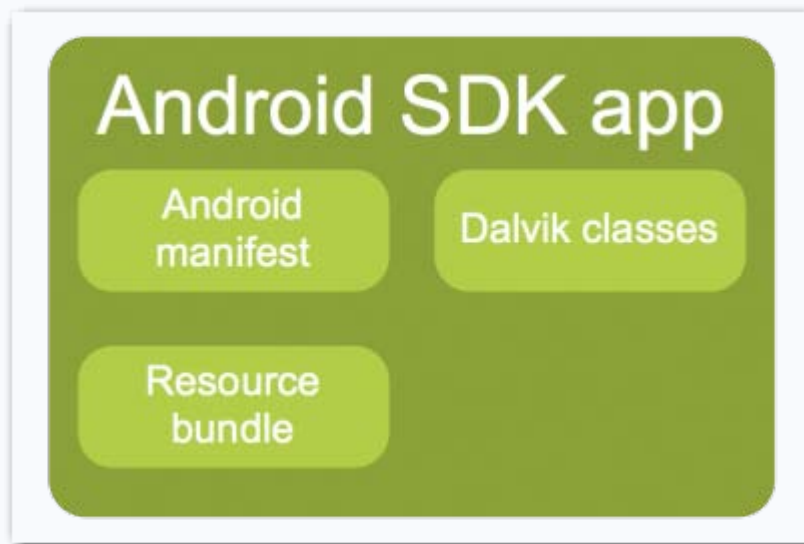 Android SDK app
Android
manifest
Dalvik classes
Resource
bundle